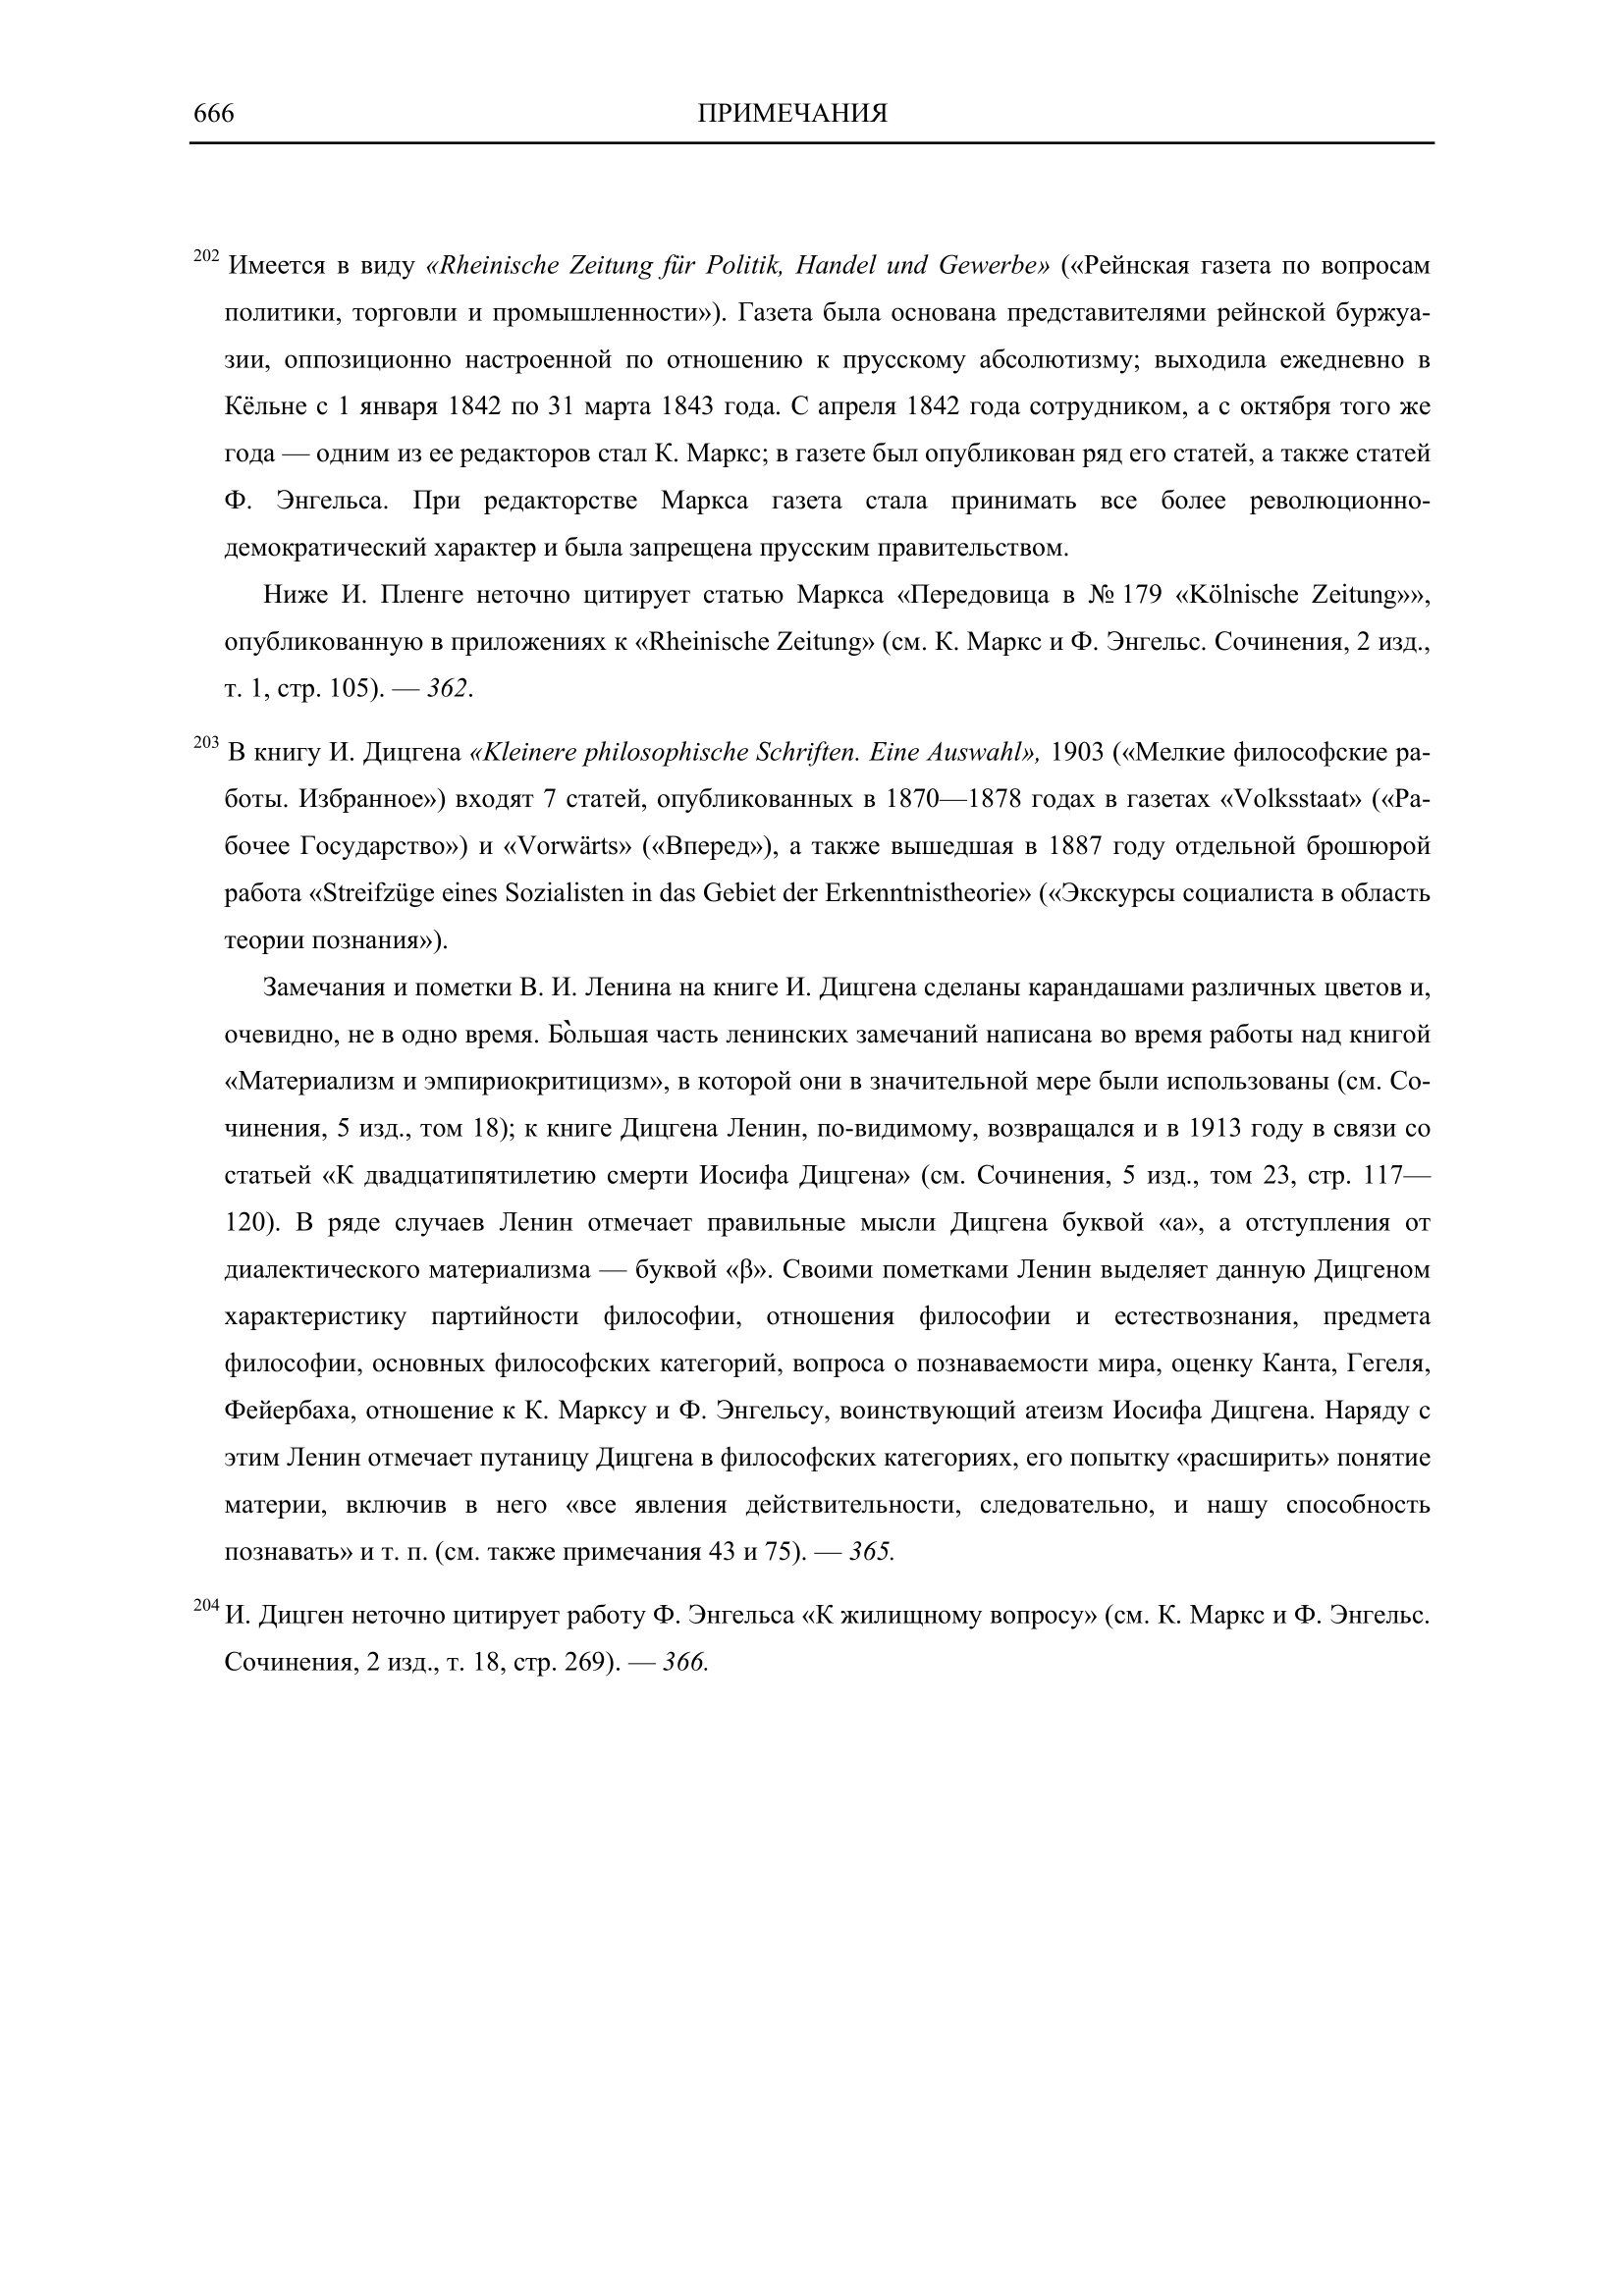 666
ПРИМЕЧАНИЯ
202 Имеется в виду «Rheinische Zeitung für Politik, Handel und Gewerbe» («Рейнская газета по вопросам
политики, торговли и промышленности»). Газета была основана представителями рейнской буржуа-
зии, оппозиционно настроенной по отношению к прусскому абсолютизму; выходила ежедневно в
Кёльне с 1 января 1842 по 31 марта 1843 года. С апреля 1842 года сотрудником, а с октября того же
года — одним из ее редакторов стал К. Маркс; в газете был опубликован ряд его статей, а также статей
Ф. Энгельса. При редакторстве Маркса газета стала принимать все более революционно-
демократический характер и была запрещена прусским правительством.
Ниже И. Пленге неточно цитирует статью Маркса «Передовица в № 179 «Kölnische Zeitung»»,
опубликованную в приложениях к «Rheinische Zeitung» (см. К. Маркс и Ф. Энгельс. Сочинения, 2 изд.,
т. 1, стр. 105). — 362.
203 В книгу И. Дицгена «Kleinere philosophische Schriften. Eine Auswahl», 1903 («Мелкие философские ра-
боты. Избранное») входят 7 статей, опубликованных в 1870—1878 годах в газетах «Volksstaat» («Ра-
бочее Государство») и «Vorwärts» («Вперед»), а также вышедшая в 1887 году отдельной брошюрой
работа «Streifzüge eines Sozialisten in das Gebiet der Erkenntnistheorie» («Экскурсы социалиста в область
теории познания»).
Замечания и пометки В. И. Ленина на книге И. Дицгена сделаны карандашами различных цветов и,
очевидно, не в одно время. Бо̀льшая часть ленинских замечаний написана во время работы над книгой
«Материализм и эмпириокритицизм», в которой они в значительной мере были использованы (см. Со-
чинения, 5 изд., том 18); к книге Дицгена Ленин, по-видимому, возвращался и в 1913 году в связи со
статьей «К двадцатипятилетию смерти Иосифа Дицгена» (см. Сочинения, 5 изд., том 23, стр. 117—
120). В ряде случаев Ленин отмечает правильные мысли Дицгена буквой «а», а отступления от
диалектического материализма — буквой «β». Своими пометками Ленин выделяет данную Дицгеном
характеристику партийности философии, отношения философии и естествознания, предмета
философии, основных философских категорий, вопроса о познаваемости мира, оценку Канта, Гегеля,
Фейербаха, отношение к К. Марксу и Ф. Энгельсу, воинствующий атеизм Иосифа Дицгена. Наряду с
этим Ленин отмечает путаницу Дицгена в философских категориях, его попытку «расширить» понятие
материи, включив в него «все явления действительности, следовательно, и нашу способность
познавать» и т. п. (см. также примечания 43 и 75). — 365.
204 И. Дицген неточно цитирует работу Ф. Энгельса «К жилищному вопросу» (см. К. Маркс и Ф. Энгельс.
Сочинения, 2 изд., т. 18, стр. 269). — 366.